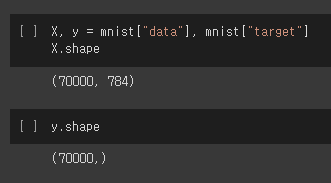 [ ] X, y = mnist["data"], mnist["target"]
X.shape
(70000, 784)
[ ] y.shape
(70000,)